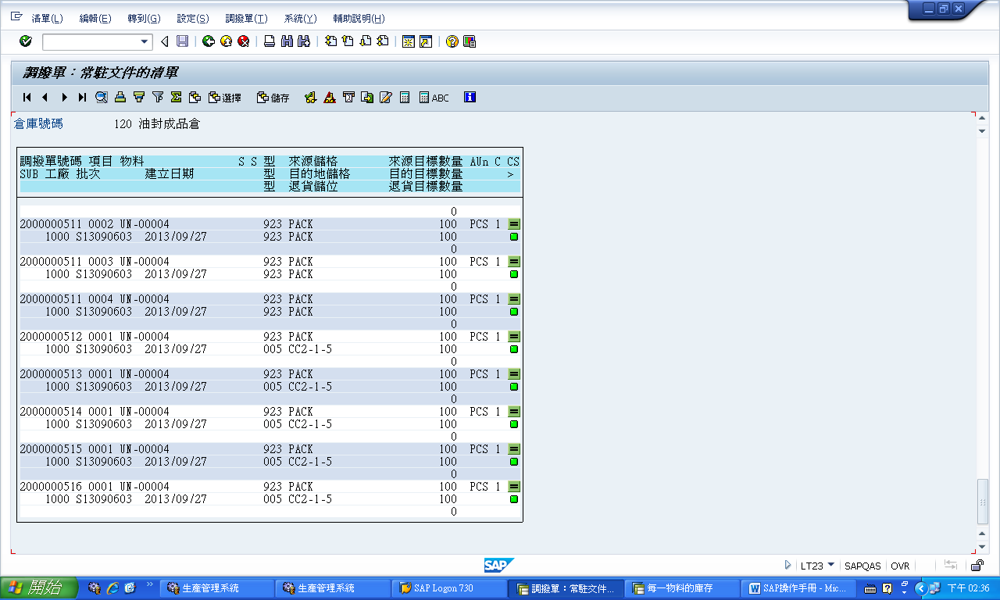 清單(L) 編輯(E) 轉到(G) 設定(S) 調撥單(T) 系統(Y) 輔助說明(H)
調撥單：常駐文件的清單
選擇 儲存 ABC
倉庫號碼 120 油封成品倉
調撥單號碼 項目 物料 S S 型 來源儲格 來源目標數量 AUn C CS
SUB 工廠 批次 建立日期 型 目的地儲格 目的目標數量 >
型 退貨儲位 退貨目標數量
0
2000000511 0002 UN-00004 923 PACK 100 PCS 1
1000 S13090603 2013/09/27 923 PACK 100
0
2000000511 0003 UN-00004 923 PACK 100 PCS 1
1000 S13090603 2013/09/27 923 PACK 100
0
2000000511 0004 UN-00004 923 PACK 100 PCS 1
1000 S13090603 2013/09/27 923 PACK 100
0
2000000512 0001 UN-00004 923 PACK 100 PCS 1
1000 S13090603 2013/09/27 005 CC2-1-5 100
0
2000000513 0001 UN-00004 923 PACK 100 PCS 1
1000 S13090603 2013/09/27 005 CC2-1-5 100
0
2000000514 0001 UN-00004 923 PACK 100 PCS 1
1000 S13090603 2013/09/27 005 CC2-1-5 100
0
2000000515 0001 UN-00004 923 PACK 100 PCS 1
1000 S13090603 2013/09/27 005 CC2-1-5 100
0
2000000516 0001 UN-00004 923 PACK 100 PCS 1
1000 S13090603 2013/09/27 005 CC2-1-5 100
0
SAP LT23 SAPQAS OVR
開始 生産管理系統 生産管理系統 SAP Logon 730 調撥單：常駐文件... 每一物料的庫存 SAP操作手冊 - Mic... 下午 02:36